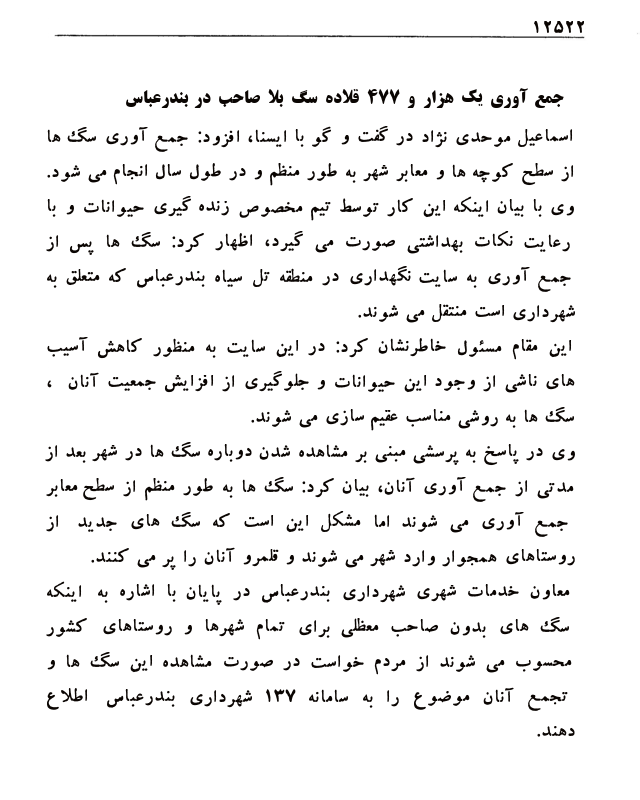 ۱۲۵۲۲
جمع آوری یک هزار و ۴۷۷ قلاده سگ بلا صاحب در بندرعباس
اسماعیل موحدی نژاد در گفت و گو با ایسنا، افزود: جمع آوری سگ ها
از سطح کوچه ها و معابر شهر به طور منظم و در طول سال انجام می شود.
وی با بیان اینکه این کار توسط تیم مخصوص زنده گیری حیوانات و با
رعایت نکات بهداشتی صورت می گیرد، اظهار کرد: سگ ها پس از
جمع آوری به سایت نگهداری در منطقه تل سیاه بندرعباس که متعلق به
شهرداری است منتقل می شوند.
این مقام مسئول خاطرنشان کرد: در این سایت به منظور کاهش آسیب
های ناشی از وجود این حیوانات و جلوگیری از افزایش جمعیت آنان ،
سگ ها به روشی مناسب عقیم سازی می شوند.
وی در پاسخ به پرسشی مبنی بر مشاهده شدن دوباره سگ ها در شهر بعد از
مدتی از جمع آوری آنان، بیان کرد: سگ ها به طور منظم از سطح معابر
جمع آوری می شوند اما مشکل این است که سگ های جدید از
روستاهای همجوار وارد شهر می شوند و قلمرو آنان را پر می کنند.
معاون خدمات شهری شهرداری بندرعباس در پایان با اشاره به اینکه
سگ های بدون صاحب معظلی برای تمام شهرها و روستاهای کشور
محسوب می شوند از مردم خواست در صورت مشاهده این سگ ها و
تجمع آنان موضوع را به سامانه ۱۳۷ شهرداری بندرعباس اطلاع
دهند.